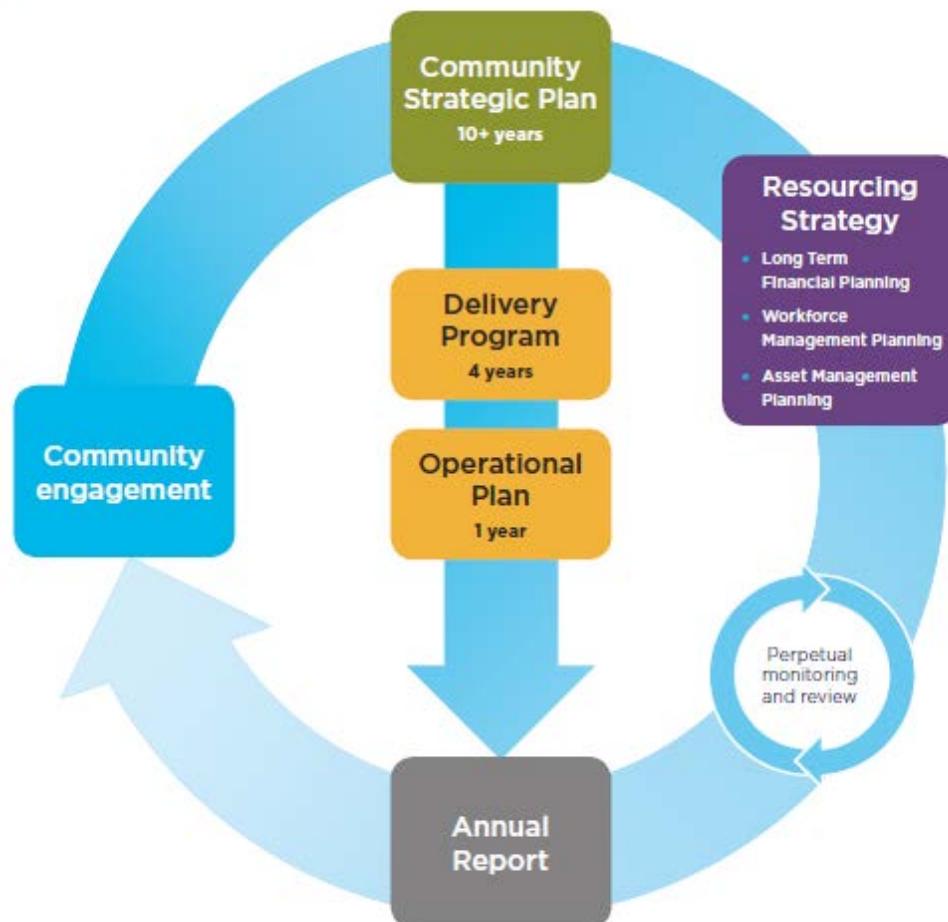 Community
Strategic Plan
10+ years
Resourcing
Strategy
• Long Term
Financial Planning
• Workforce
Management Planning
• Asset Management
Planning
Delivery
Program
4 years
Community
engagement
Operational
Plan
1 year
Perpetual
monitoring
and review
Annual
Report